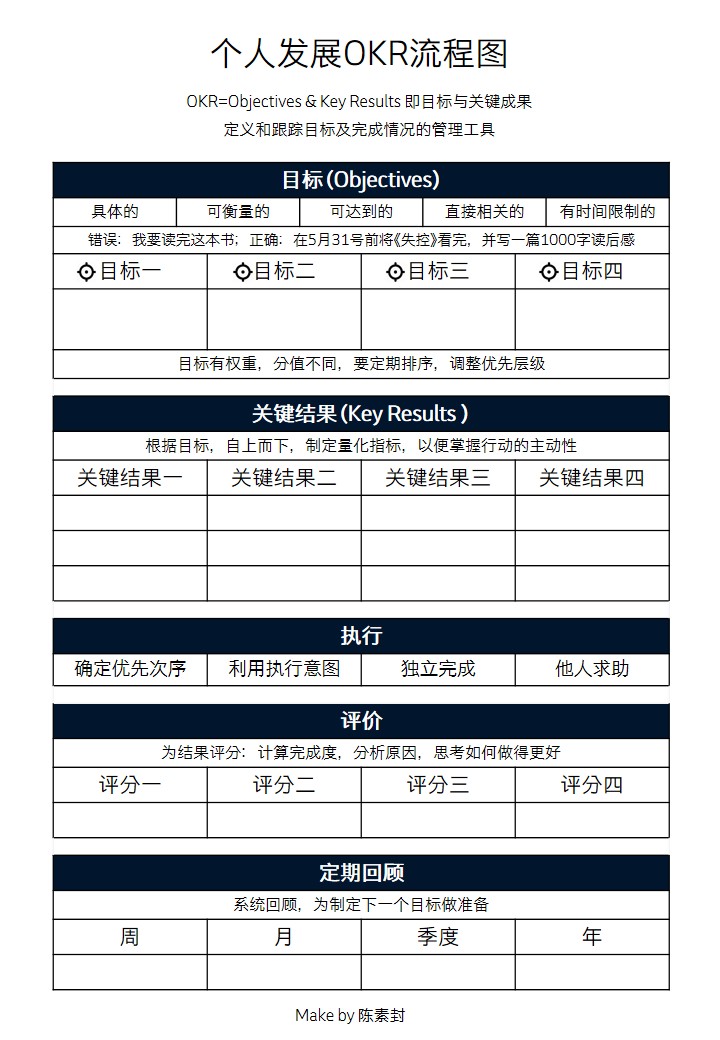 个人发展OKR流程图
OKR=Objectives & Key Results 即目标与关键成果
定义和跟踪目标及完成情况的管理工具
目标(Objectives)
具体的 可衡量的 可达到的 直接相关的 有时间限制的
错误：我要读完这本书；正确：在5月31号前将《失控》看完，并写一篇1000字读后感
目标一 目标二 目标三 目标四
目标有权重，分值不同，要定期排序，调整优先层级
关键结果(Key Results )
根据目标，自上而下，制定量化指标，以便掌握行动的主动性
关键结果一 关键结果二 关键结果三 关键结果四
执行
确定优先次序 利用执行意图 独立完成 他人求助
评价
为结果评分：计算完成度，分析原因，思考如何做得更好
评分一 评分二 评分三 评分四
定期回顾
系统回顾，为制定下一个目标做准备
周 月 季度 年
Make by 陈素封